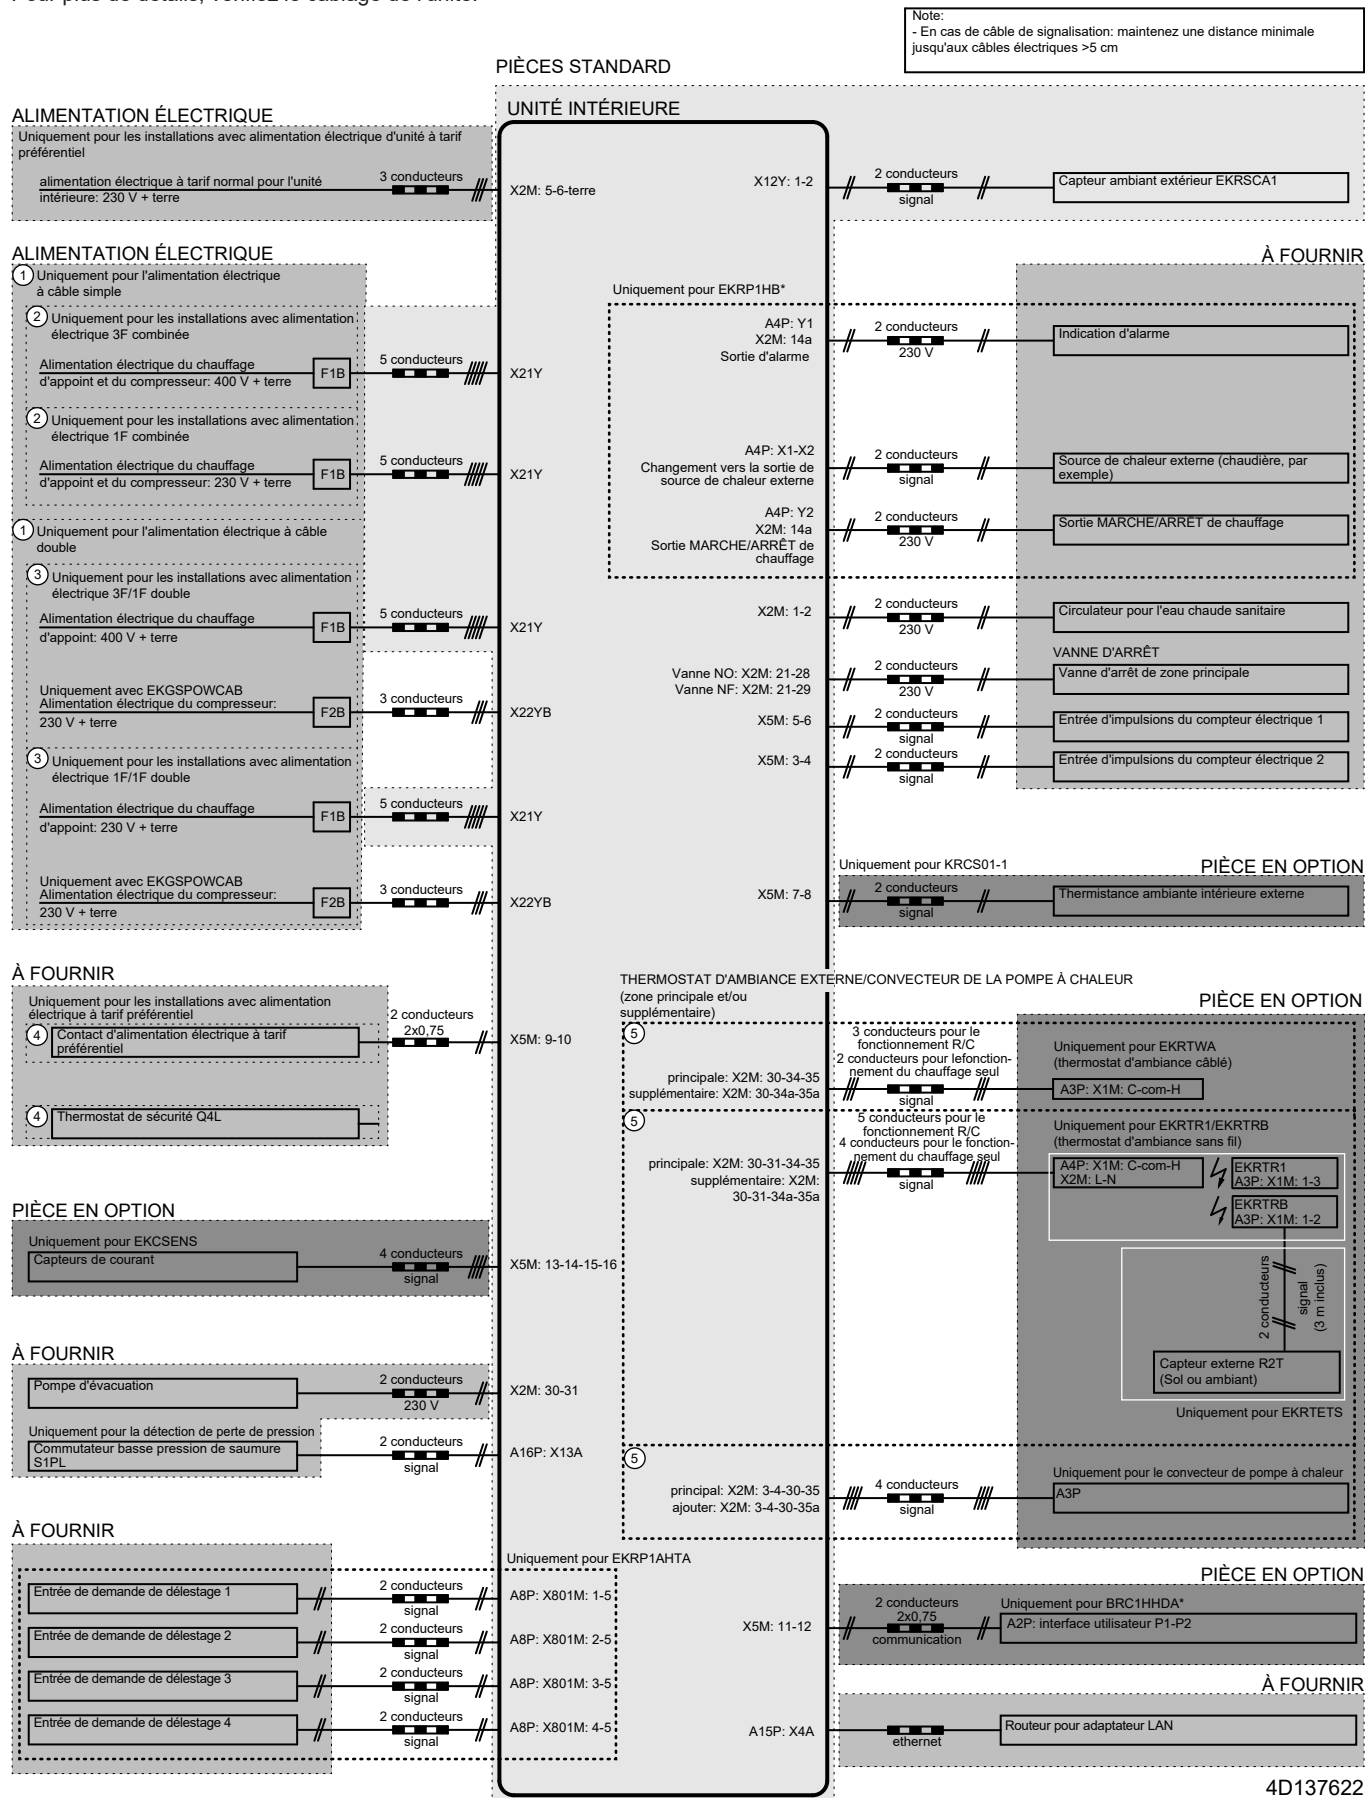 Note:
- En cas de câble de signalisation: maintenez une distance minimale
jusqu'aux câbles électriques >5 cm
PIÈCES STANDARD
UNITÉ INTÉRIEURE
ALIMENTATION ÉLECTRIQUE
Uniquement pour les installations avec alimentation électrique d'unité à tarif
préférentiel
alimentation électrique à tarif normal pour l'unité
intérieure: 230 V + terre
3 conducteurs
X2M: 5-6-terre
X12Y: 1-2
2 conducteurs
signal
Capteur ambiant extérieur EKRSCA1
ALIMENTATION ÉLECTRIQUE
1 Uniquement pour l'alimentation électrique
à câble simple
2 Uniquement pour les installations avec alimentation
électrique 3F combinée
Alimentation électrique du chauffage
d'appoint et du compresseur: 400 V + terre
F1B
5 conducteurs
X21Y
2 Uniquement pour les installations avec alimentation
électrique 1F combinée
Alimentation électrique du chauffage
d'appoint et du compresseur: 230 V + terre
F1B
5 conducteurs
X21Y
1 Uniquement pour l'alimentation électrique à câble
double
3 Uniquement pour les installations avec alimentation
électrique 3F/1F double
Alimentation électrique du chauffage
d'appoint: 400 V + terre
F1B
5 conducteurs
X21Y
Uniquement avec EKGSPOWCAB
Alimentation électrique du compresseur:
230 V + terre
F2B
3 conducteurs
X22YB
3 Uniquement pour les installations avec alimentation
électrique 1F/1F double
Alimentation électrique du chauffage
d'appoint: 230 V + terre
F1B
5 conducteurs
X21Y
Uniquement avec EKGSPOWCAB
Alimentation électrique du compresseur:
230 V + terre
F2B
3 conducteurs
X22YB
À FOURNIR
Uniquement pour EKRP1HB*
A4P: Y1
X2M: 14a
Sortie d'alarme
2 conducteurs
230 V
Indication d'alarme
A4P: X1-X2
Changement vers la sortie de
source de chaleur externe
2 conducteurs
signal
Source de chaleur externe (chaudière, par
exemple)
A4P: Y2
X2M: 14a
Sortie MARCHE/ARRÊT de
chauffage
2 conducteurs
230 V
Sortie MARCHE/ARRÊT de chauffage
X2M: 1-2
2 conducteurs
230 V
Circulateur pour l'eau chaude sanitaire
VANNE D'ARRÊT
Vanne NO: X2M: 21-28
Vanne NF: X2M: 21-29
2 conducteurs
230 V
Vanne d'arrêt de zone principale
X5M: 5-6
2 conducteurs
signal
Entrée d'impulsions du compteur électrique 1
X5M: 3-4
2 conducteurs
signal
Entrée d'impulsions du compteur électrique 2
Uniquement pour KRCS01-1
PIÈCE EN OPTION
X5M: 7-8
2 conducteurs
signal
Thermistance ambiante intérieure externe
À FOURNIR
Uniquement pour les installations avec alimentation
électrique à tarif préférentiel
4 Contact d'alimentation électrique à tarif
préférentiel
2 conducteurs
2x0,75
X5M: 9-10
4 Thermostat de sécurité Q4L
THERMOSTAT D'AMBIANCE EXTERNE/CONVECTEUR DE LA POMPE À CHALEUR
(zone principale et/ou
supplémentaire)
PIÈCE EN OPTION
5
principale: X2M: 30-34-35
supplémentaire: X2M: 30-34a-35a
3 conducteurs pour le
fonctionnement R/C
2 conducteurs pour lefonction-
nement du chauffage seul
signal
Uniquement pour EKRTWA
(thermostat d'ambiance câblé)
A3P: X1M: C-com-H
5
principale: X2M: 30-31-34-35
supplémentaire: X2M:
30-31-34a-35a
5 conducteurs pour le
fonctionnement R/C
4 conducteurs pour le fonction-
nement du chauffage seul
signal
Uniquement pour EKRTR1/EKRTRB
(thermostat d'ambiance sans fil)
A4P: X1M: C-com-H
X2M: L-N
EKRTR1
A3P: X1M: 1-3
EKRTRB
A3P: X1M: 1-2
2 conducteurs
signal
(3 m inclus)
Capteur externe R2T
(Sol ou ambiant)
Uniquement pour EKRTETS
5
principal: X2M: 3-4-30-35
ajouter: X2M: 3-4-30-35a
4 conducteurs
signal
Uniquement pour le convecteur de pompe à chaleur
A3P
PIÈCE EN OPTION
Uniquement pour EKCSENS
Capteurs de courant
4 conducteurs
signal
X5M: 13-14-15-16
À FOURNIR
Pompe d'évacuation
2 conducteurs
230 V
X2M: 30-31
Uniquement pour la détection de perte de pression
Commutateur basse pression de saumure
S1PL
2 conducteurs
signal
A16P: X13A
À FOURNIR
Uniquement pour EKRP1AHTA
Entrée de demande de délestage 1
2 conducteurs
signal
A8P: X801M: 1-5
Entrée de demande de délestage 2
2 conducteurs
signal
A8P: X801M: 2-5
Entrée de demande de délestage 3
2 conducteurs
signal
A8P: X801M: 3-5
Entrée de demande de délestage 4
2 conducteurs
signal
A8P: X801M: 4-5
PIÈCE EN OPTION
X5M: 11-12
2 conducteurs
2x0,75
communication
Uniquement pour BRC1HHDA*
A2P: interface utilisateur P1-P2
À FOURNIR
A15P: X4A
ethernet
Routeur pour adaptateur LAN
4D137622